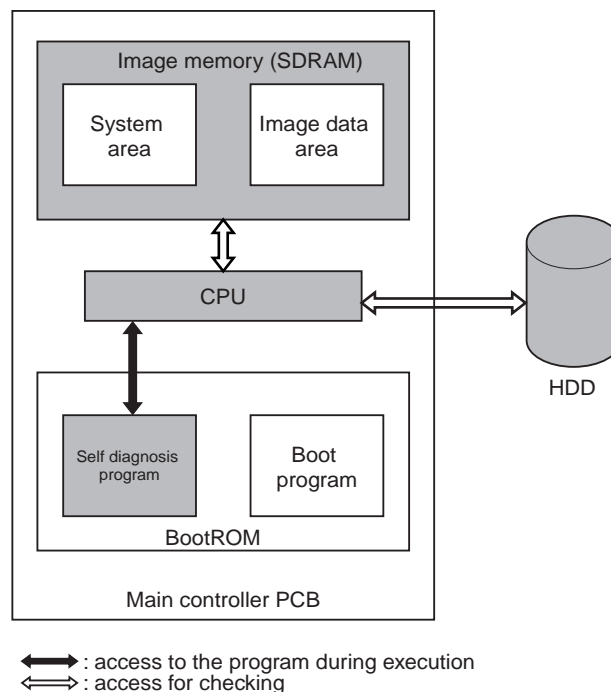 Image memory (SDRAM)
System
area
Image data
area
CPU
HDD
Self diagnosis
program
Boot
program
BootROM
Main controller PCB
: access to the program during execution
: access for checking